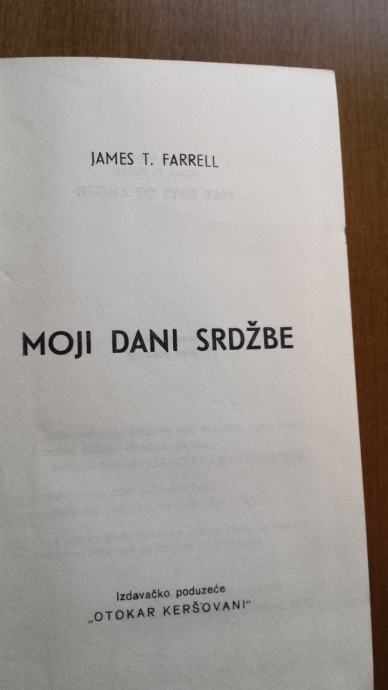 JAMES T. FARRELL
MOJI DANI SRDŽBE
Izdavačko poduzeće
„OTOKAR KERŠOVANI"